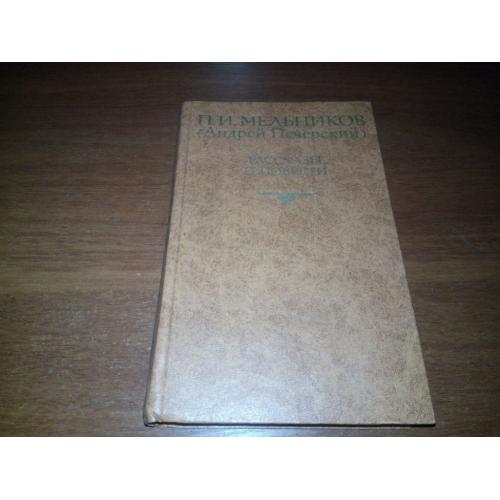 П. И. МЕЛЬНИКОВ
(Андрей Печерский)
РАССКАЗЫ
И ПОВЕСТИ